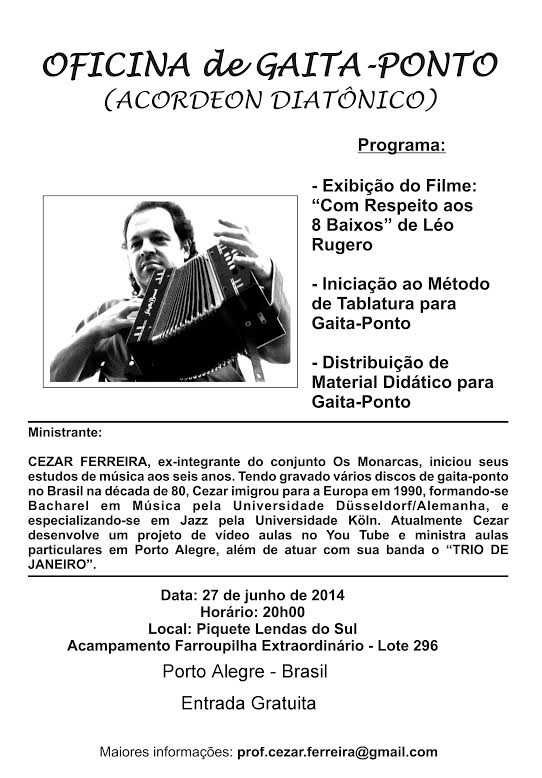 OFICINA de GAITA-PONTO
(ACORDEON DIATÔNICO)
Programa:
- Exibição do Filme:
“Com Respeito aos
8 Baixos” de Léo
Rugero
- Iniciação ao Método
de Tablatura para
Gaita-Ponto
- Distribuição de
Material Didático para
Gaita-Ponto
Ministrante:
CEZAR FERREIRA, ex-integrante do conjunto Os Monarcas, iniciou seus
estudos de música aos seis anos. Tendo gravado vários discos de gaita-ponto
no Brasil na década de 80, Cezar imigrou para a Europa em 1990, formando-se
Bacharel em Música pela Universidade Düsseldorf/Alemanha, e
especializando-se em Jazz pela Universidade Köln. Atualmente Cezar
desenvolve um projeto de vídeo aulas no You Tube e ministra aulas
particulares em Porto Alegre, além de atuar com sua banda o “TRIO DE
JANEIRO”.
Data: 27 de junho de 2014
Horário: 20h00
Local: Piquete Lendas do Sul
Acampamento Farroupilha Extraordinário - Lote 296
Porto Alegre - Brasil
Entrada Gratuita
Maiores informações: prof.cezar.ferreira@gmail.com